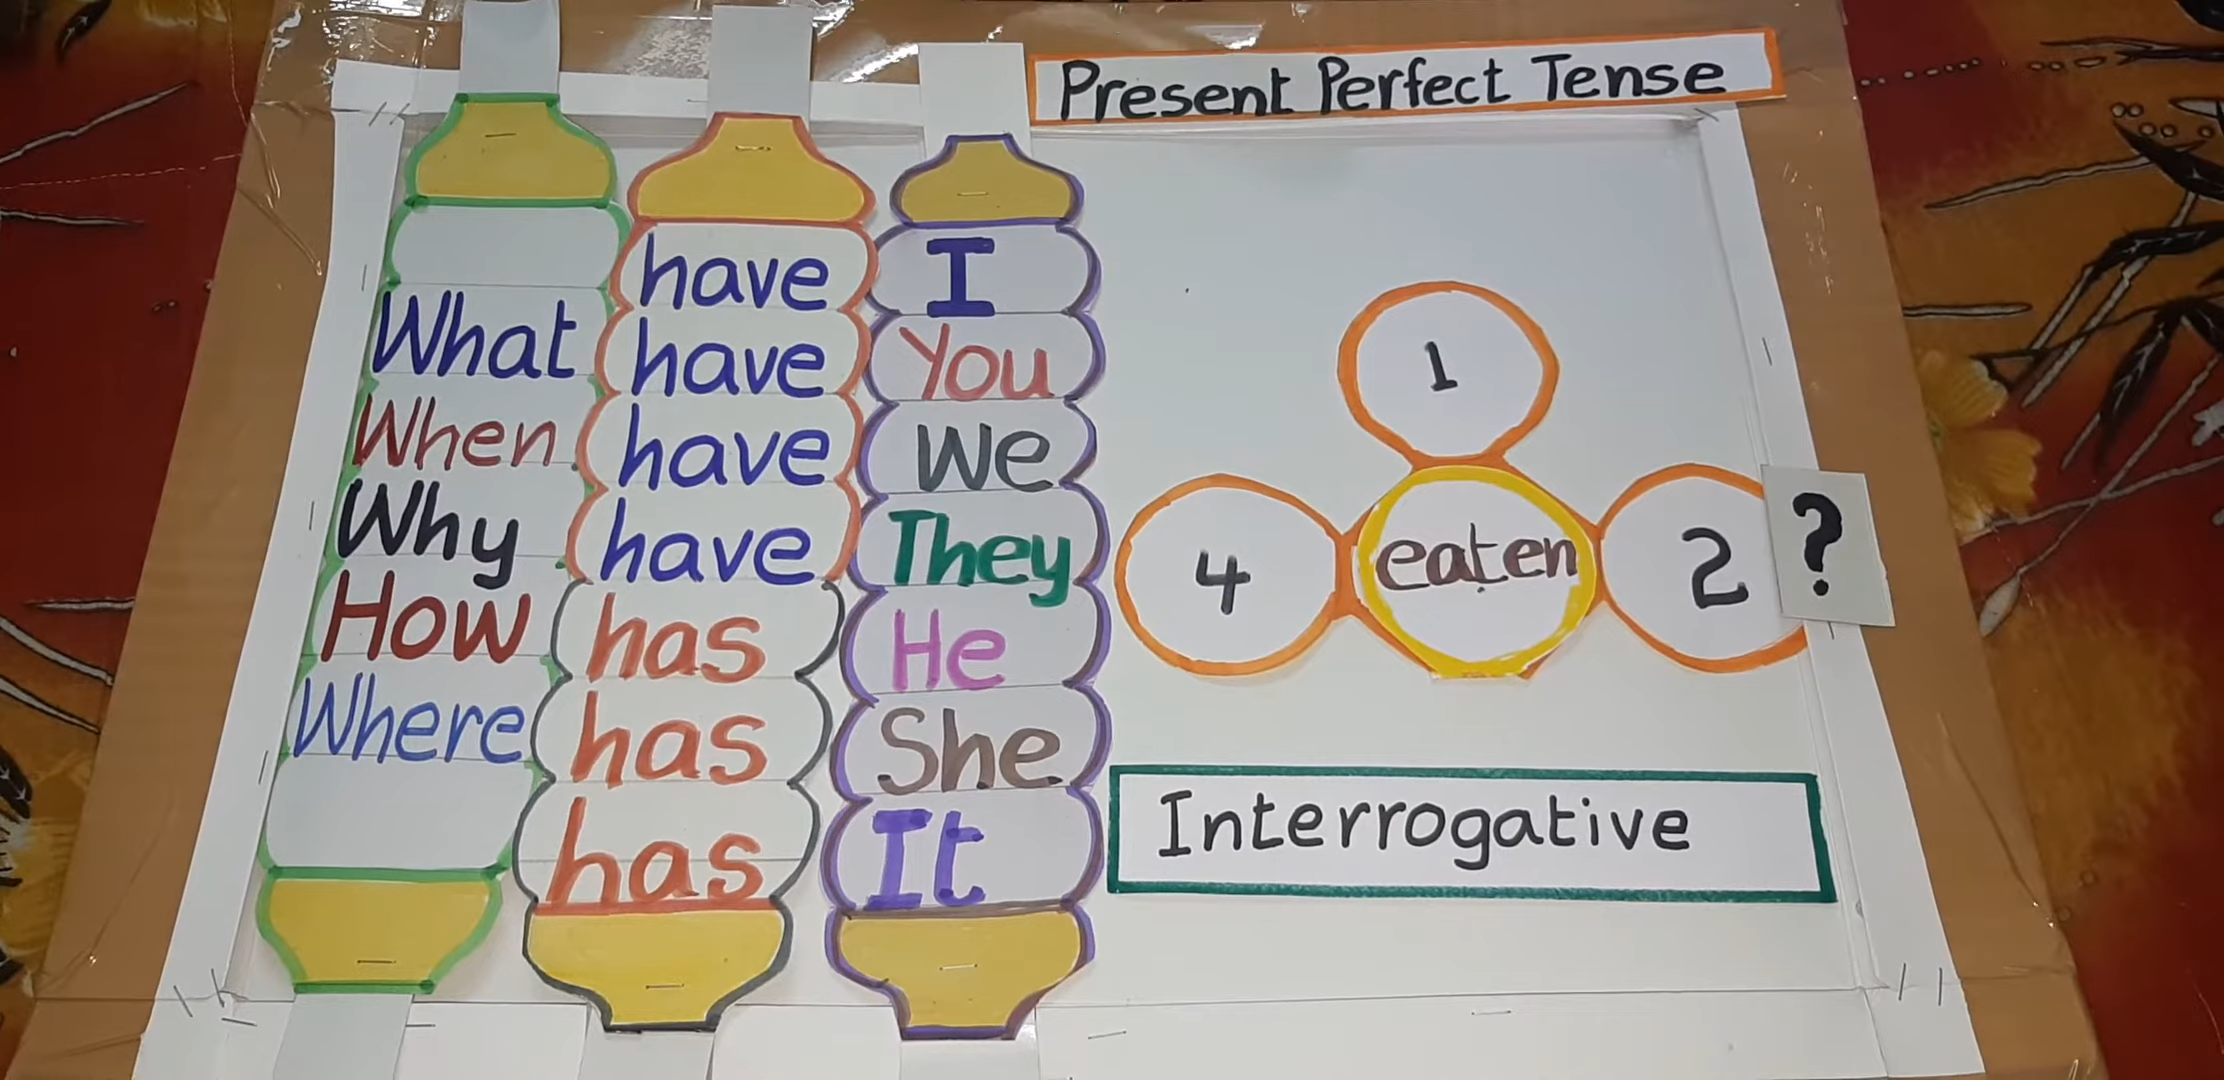 Present Perfect Tense
have I
What have You
When have We
Why have They
How has He
Where has She
has It
1
4 eaten 2 ?
Interrogative